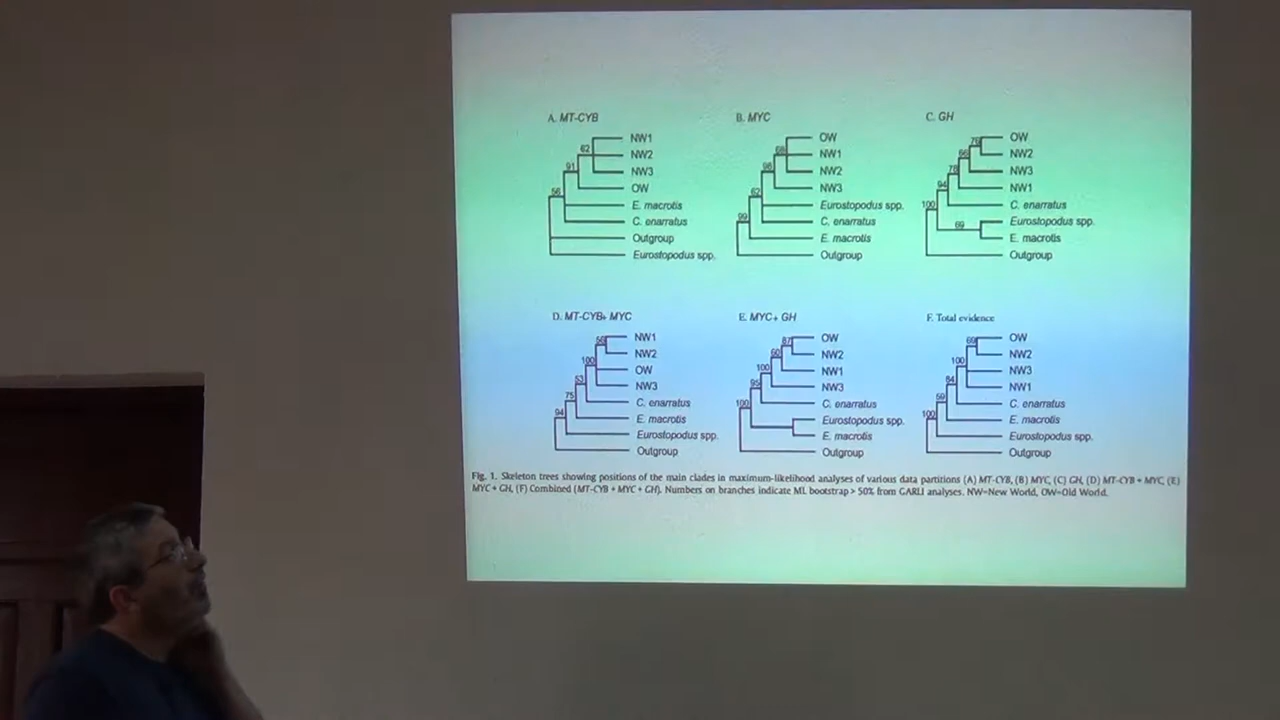 A. MT-CYB
62
91
56
NW1
NW2
NW3
OW
E. macrotis
C. enarratus
Outgroup
Eurostopodus spp.
B. MYC
68
98
62
99
OW
NW1
NW2
NW3
Eurostopodus spp.
C. enarratus
E. macrotis
Outgroup
C. GH
94
100
69
OW
NW2
NW3
NW1
C. enarratus
Eurostopodus spp.
E. macrotis
Outgroup
D. MT-CYB+ MYC
100
53
75
94
NW1
NW2
OW
NW3
C. enarratus
E. macrotis
Eurostopodus spp.
Outgroup
E. MYC+ GH
100
100
OW
NW2
NW1
NW3
C. enarratus
Eurostopodus spp.
E. macrotis
Outgroup
F. Total evidence
100
100
OW
NW2
NW3
NW1
C. enarratus
E. macrotis
Eurostopodus spp.
Outgroup
Fig. 1. Skeleton trees showing positions of the main clades in maximum-likelihood analyses of various data partitions (A) MT-CYB, (B) MYC, (C) GH, (D) MT-CYB + MYC, (E)
MYC + GH, (F) Combined (MT-CYB + MYC + GH). Numbers on branches indicate ML bootstrap > 50% from GARLI analyses. NW=New World, OW=Old World.